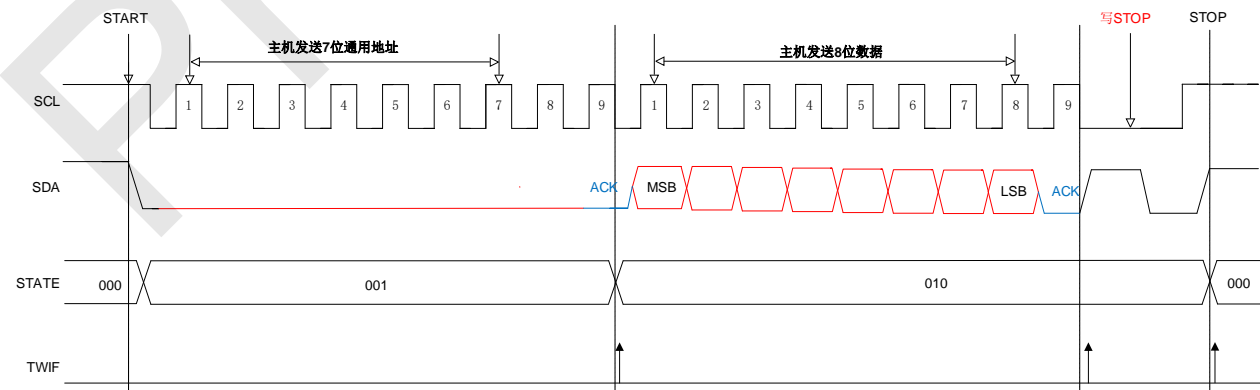 START
写STOP
STOP
主机发送7位通用地址
主机发送8位数据
SCL
1 2 3 4 5 6 7 8 9 1 2 3 4 5 6 7 8 9
SDA
ACK MSB LSB ACK
STATE
000 001 010 000
TWIF